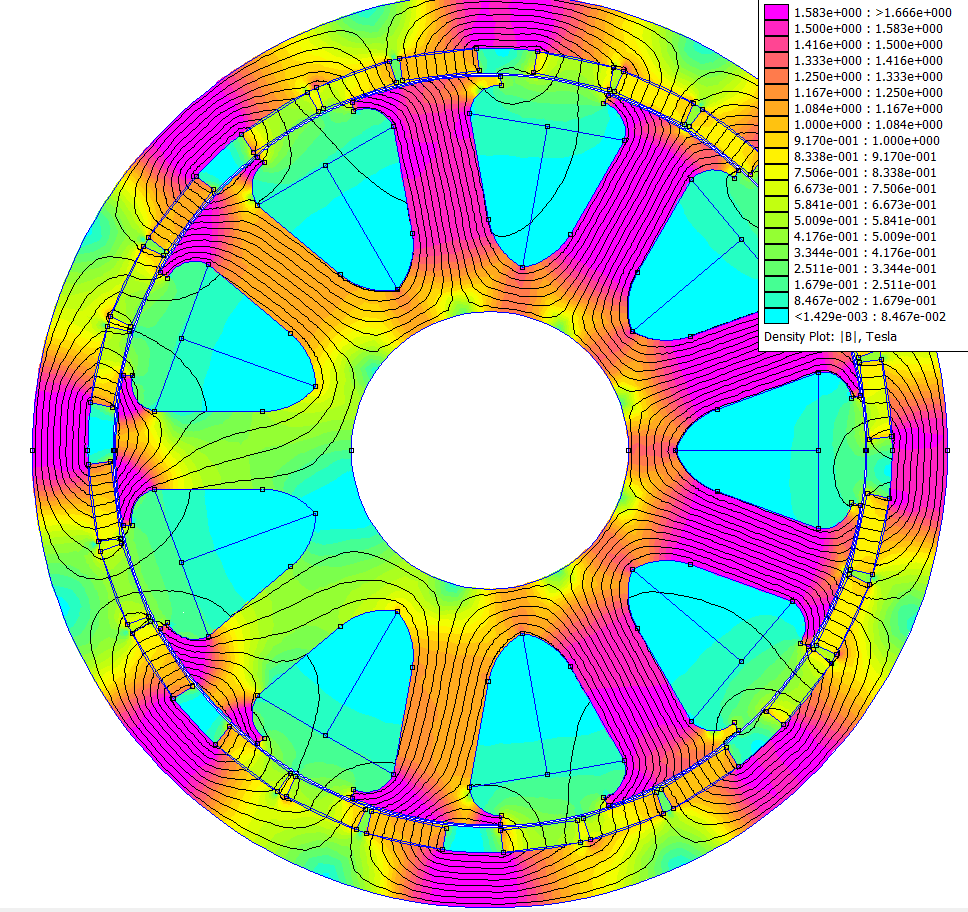 1.583e+000 : >1.666e+000
1.500e+000 : 1.583e+000
1.416e+000 : 1.500e+000
1.333e+000 : 1.416e+000
1.250e+000 : 1.333e+000
1.167e+000 : 1.250e+000
1.084e+000 : 1.167e+000
1.000e+000 : 1.084e+000
9.170e-001 : 1.000e+000
8.338e-001 : 9.170e-001
7.506e-001 : 8.338e-001
6.673e-001 : 7.506e-001
5.841e-001 : 6.673e-001
5.009e-001 : 5.841e-001
4.176e-001 : 5.009e-001
3.344e-001 : 4.176e-001
2.511e-001 : 3.344e-001
1.679e-001 : 2.511e-001
8.467e-002 : 1.679e-001
<1.429e-003 : 8.467e-002
Density Plot: |B|, Tesla